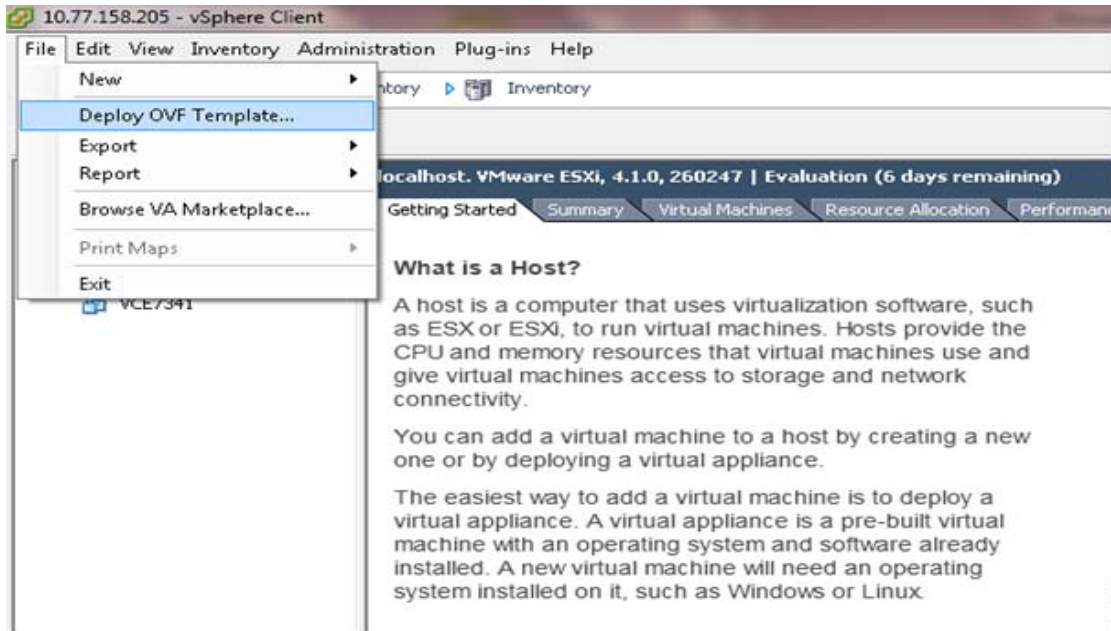 10.77.158.205 - vSphere Client
File Edit View Inventory Administration Plug-ins Help
New
Deploy OVF Template...
Export
Report
Browse VA Marketplace...
Print Maps
Exit
ntory Inventory
localhost. VMware ESXi, 4.1.0, 260247 | Evaluation (6 days remaining)
Getting Started Summary Virtual Machines Resource Allocation Performan
VCE7341
What is a Host?
A host is a computer that uses virtualization software, such
as ESX or ESXi, to run virtual machines. Hosts provide the
CPU and memory resources that virtual machines use and
give virtual machines access to storage and network
connectivity.
You can add a virtual machine to a host by creating a new
one or by deploying a virtual appliance.
The easiest way to add a virtual machine is to deploy a
virtual appliance. A virtual appliance is a pre-built virtual
machine with an operating system and software already
installed. A new virtual machine will need an operating
system installed on it, such as Windows or Linux.